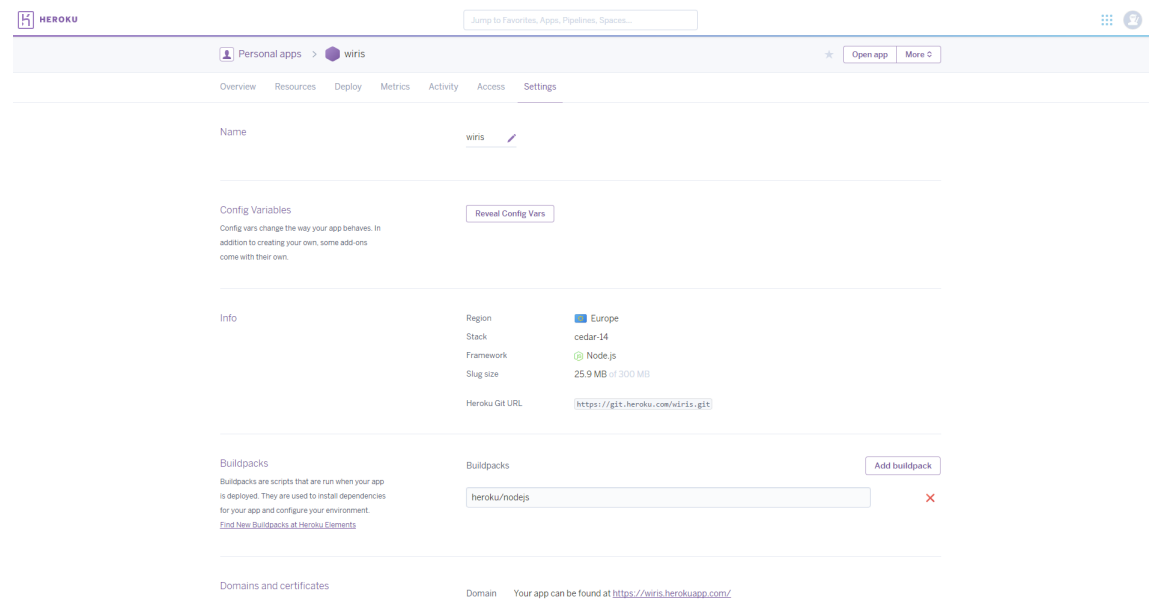 HEROKU
Jump to Favorites, Apps, Pipelines, Spaces...
Personal apps > wiris
Open app
More
Overview Resources Deploy Metrics Activity Access Settings
Name
wiris
Config Variables
Config vars change the way your app behaves. In
addition to creating your own, some add-ons
come with their own.
Reveal Config Vars
Info
Region Europe
Stack cedar-14
Framework Node.js
Slug size 25.9 MB of 300 MB
Heroku Git URL https://git.heroku.com/wiris.git
Buildpacks
Buildpacks are scripts that are run when your app
is deployed. They are used to install dependencies
for your app and configure your environment.
Find New Buildpacks at Heroku Elements
Buildpacks
Add buildpack
heroku/nodejs
Domains and certificates
Domain Your app can be found at https://wiris.herokuapp.com/